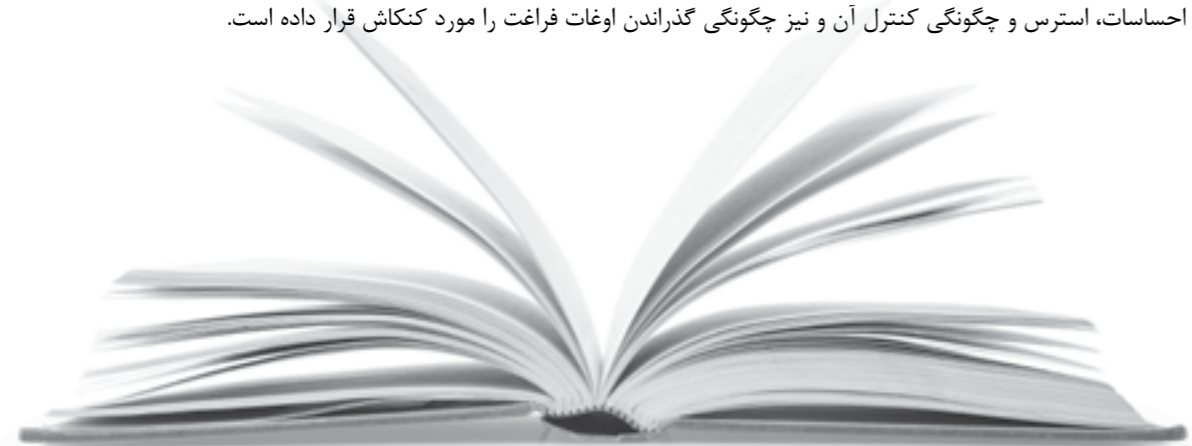 احساسات، استرس و چگونگی کنترل آن و نیز چگونگی گذراندن اوغات فراغت را مورد کنکاش قرار داده است.